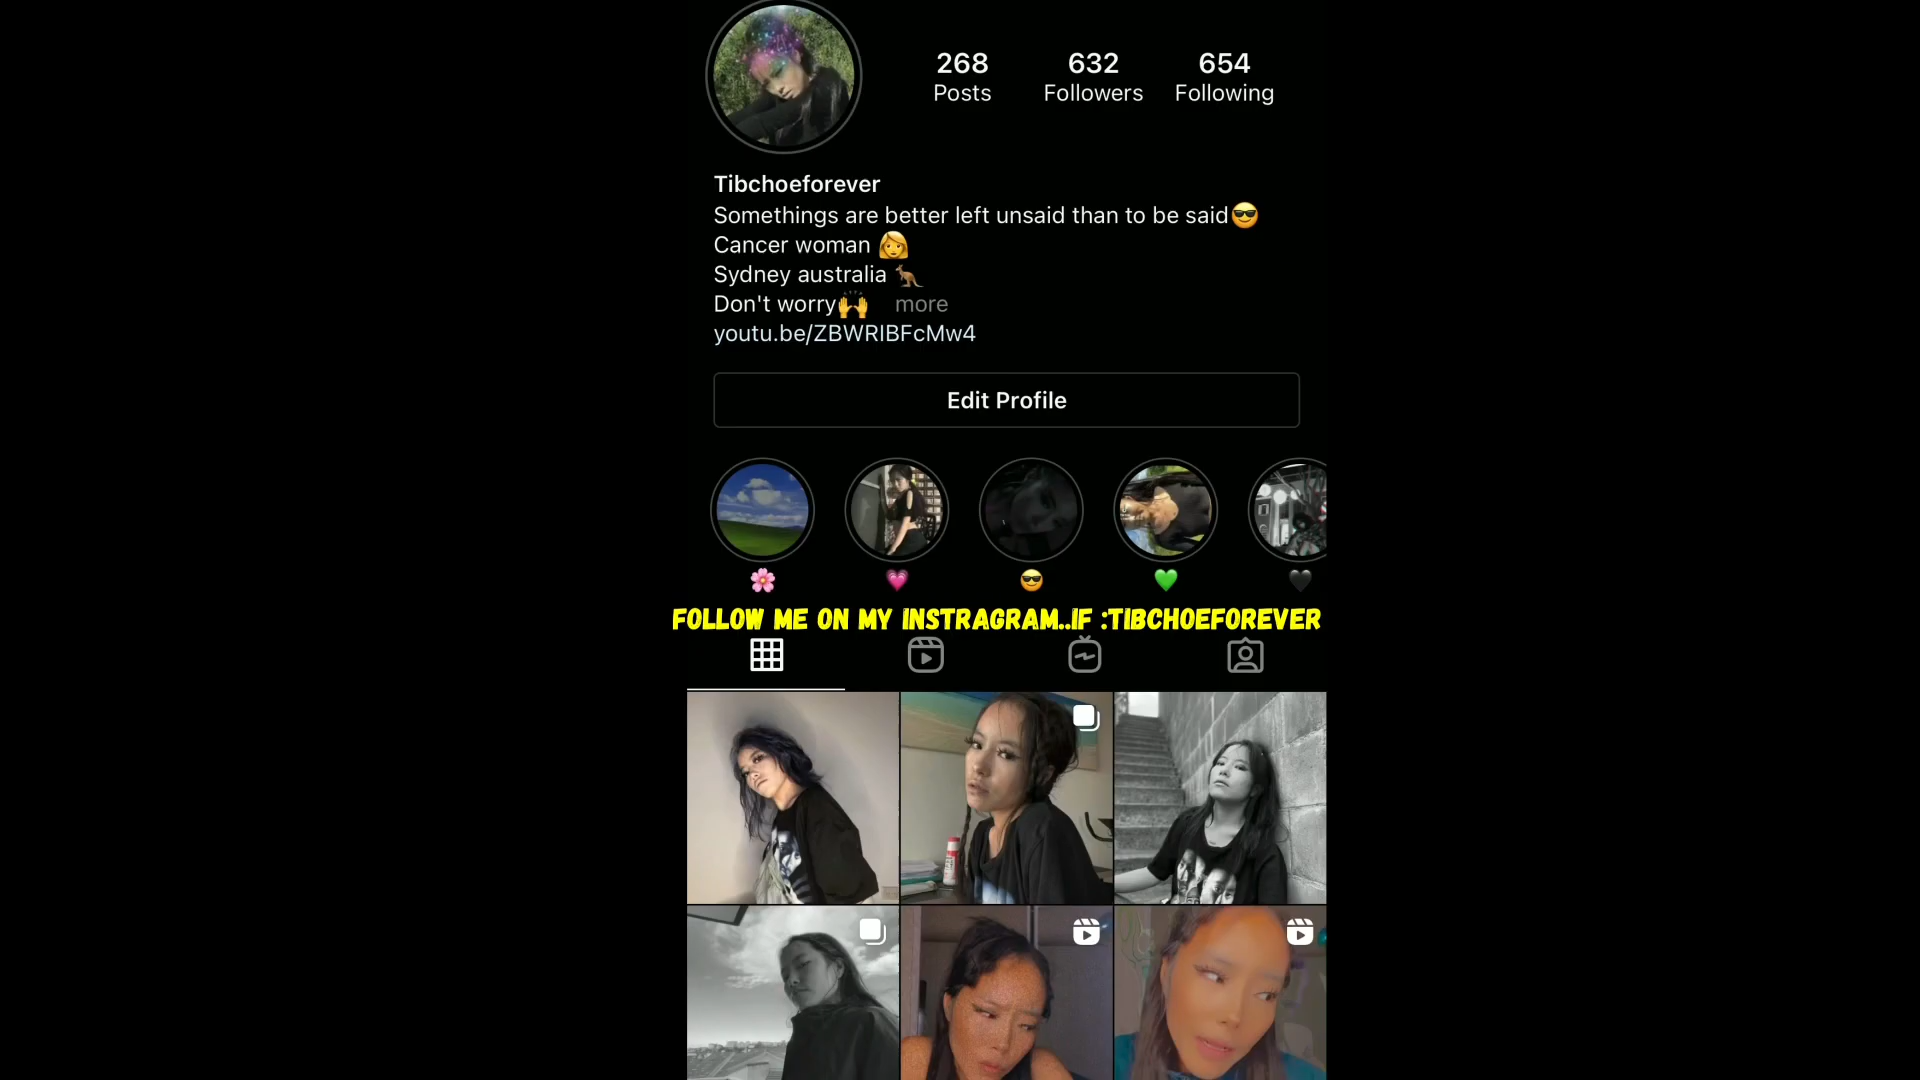 268 632 654
Posts Followers Following
Tibchoeforever
Somethings are better left unsaid than to be said😎
Cancer woman 👩
Sydney australia 🦘
Don't worry🙌 more
youtu.be/ZBWRIBFcMw4
Edit Profile
FOLLOW ME ON MY INSTRAGRAM..IF :TIBCHOEFOREVER